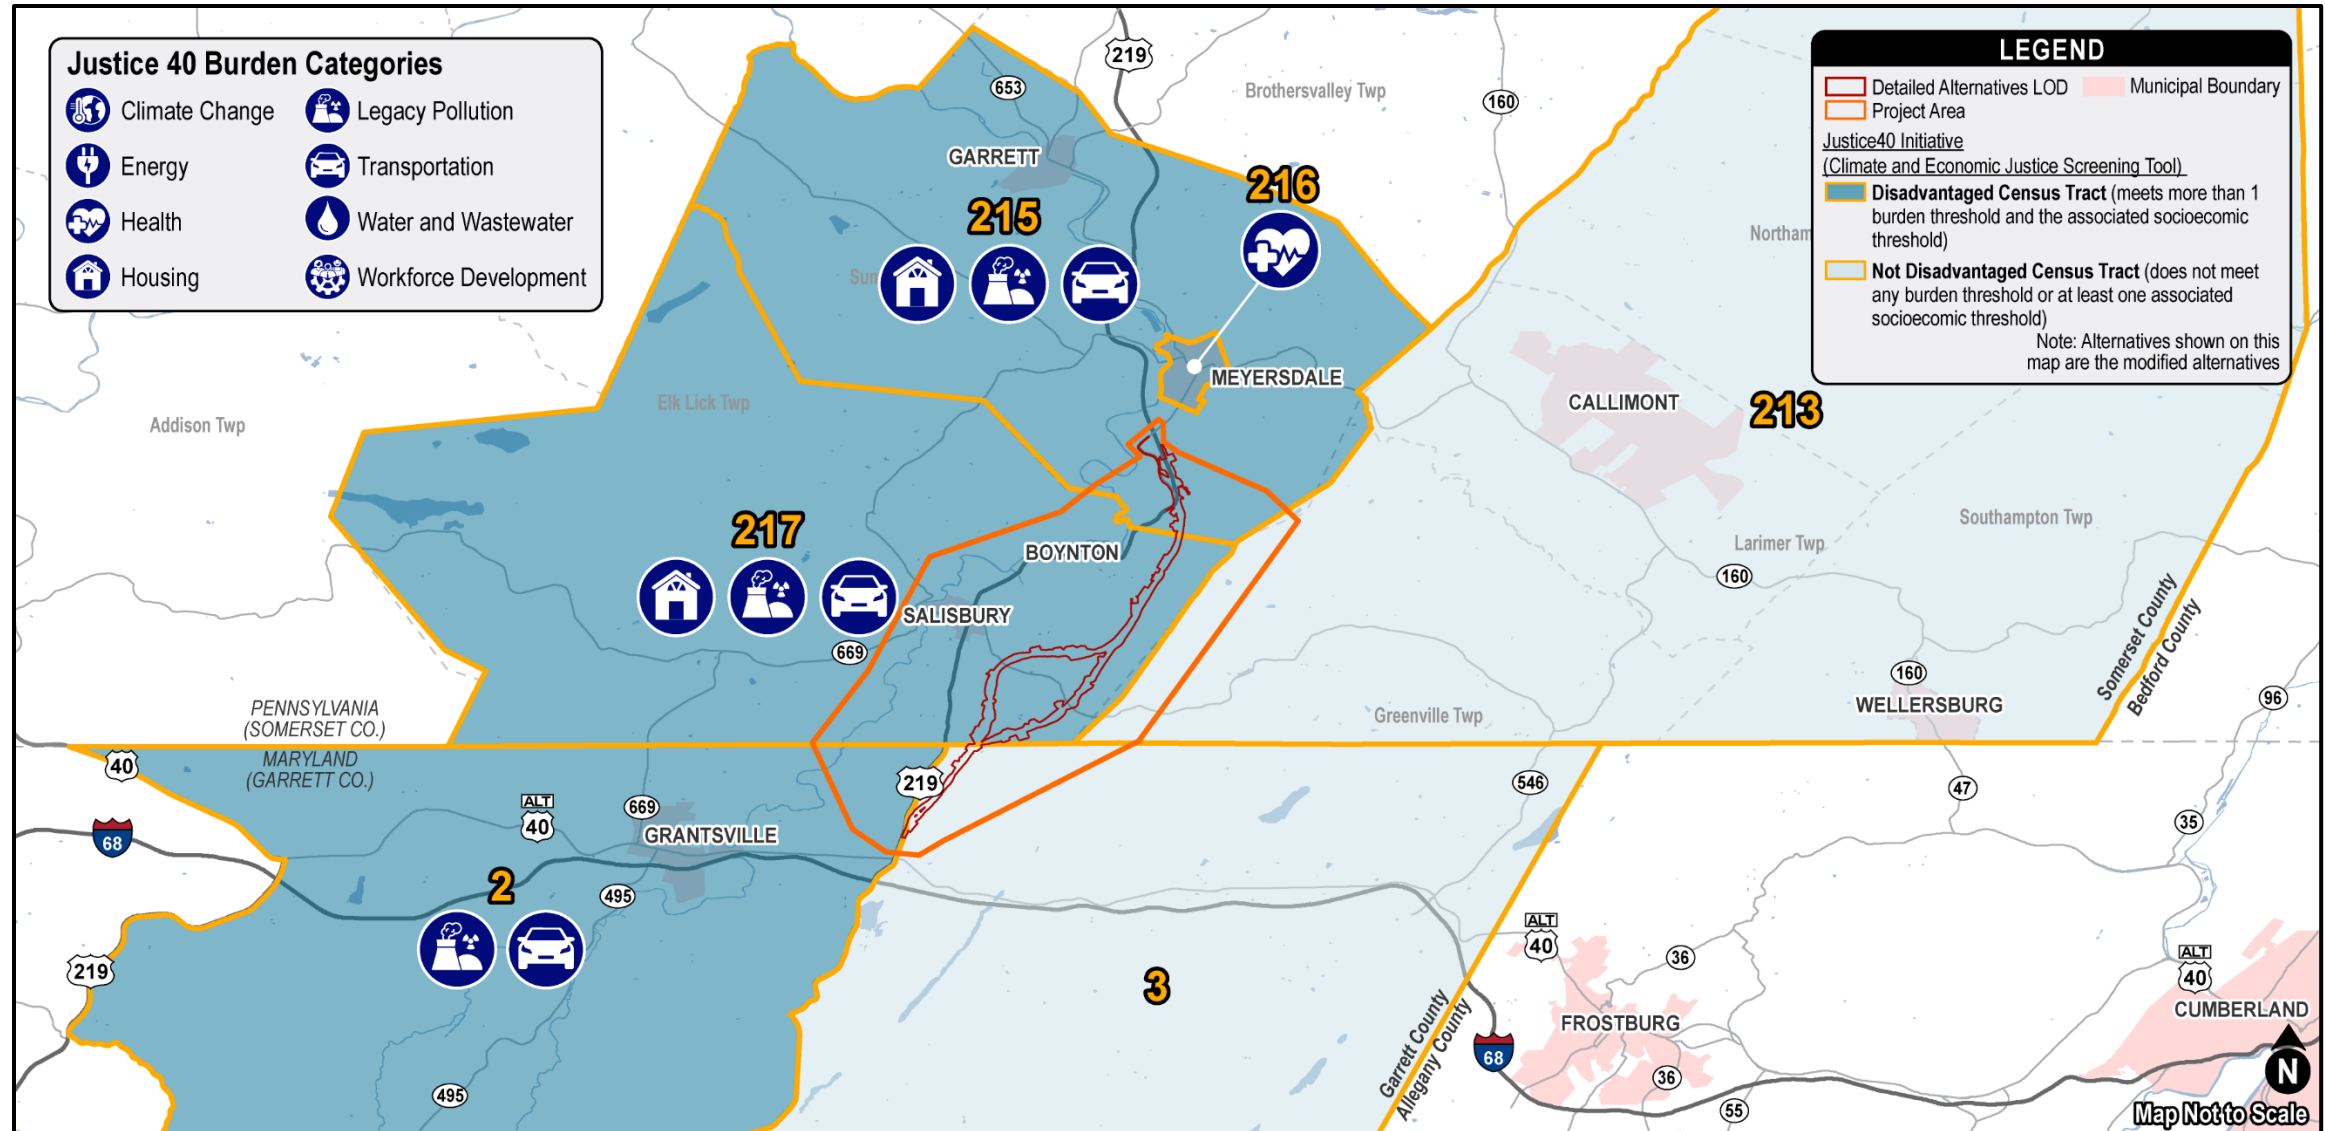 Justice 40 Burden Categories
Climate Change
Legacy Pollution
Energy
Transportation
Health
Water and Wastewater
Housing
Workforce Development
LEGEND
Detailed Alternatives LOD
Municipal Boundary
Project Area
Justice40 Initiative
(Climate and Economic Justice Screening Tool)
Disadvantaged Census Tract (meets more than 1
burden threshold and the associated socioecomic
threshold)
Not Disadvantaged Census Tract (does not meet
any burden threshold or at least one associated
socioecomic threshold)
Note: Alternatives shown on this
map are the modified alternatives
219
653
Brothersvalley Twp
160
GARRETT
216
215
Northam
Sum
MEYERSDALE
CALLIMONT
213
Elk Lick Twp
Addison Twp
217
BOYNTON
Southampton Twp
Larimer Twp
160
SALISBURY
669
Somerset County
Bedford County
160
WELLERSBURG
96
PENNSYLVANIA
(SOMERSET CO.)
Greenville Twp
MARYLAND
(GARRETT CO.)
40
219
546
47
ALT
40
669
GRANTSVILLE
35
68
2
495
ALT
40
36
ALT
40
219
3
Garrett County
Allegany County
FROSTBURG
CUMBERLAND
68
36
495
55
N
Map Not to Scale